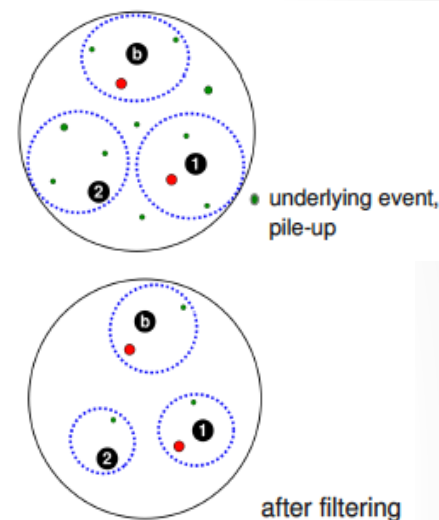 b
1
2
underlying event,
pile-up
b
1
2
after filtering